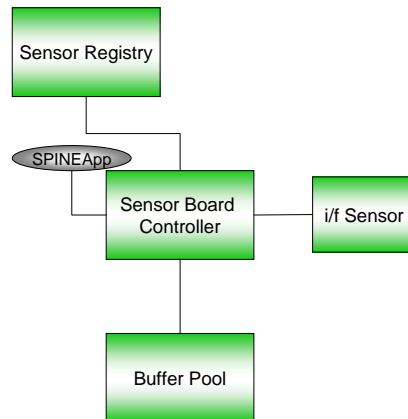 Sensor Registry
SPINEApp
Sensor Board
Controller
i/f Sensor
Buffer Pool